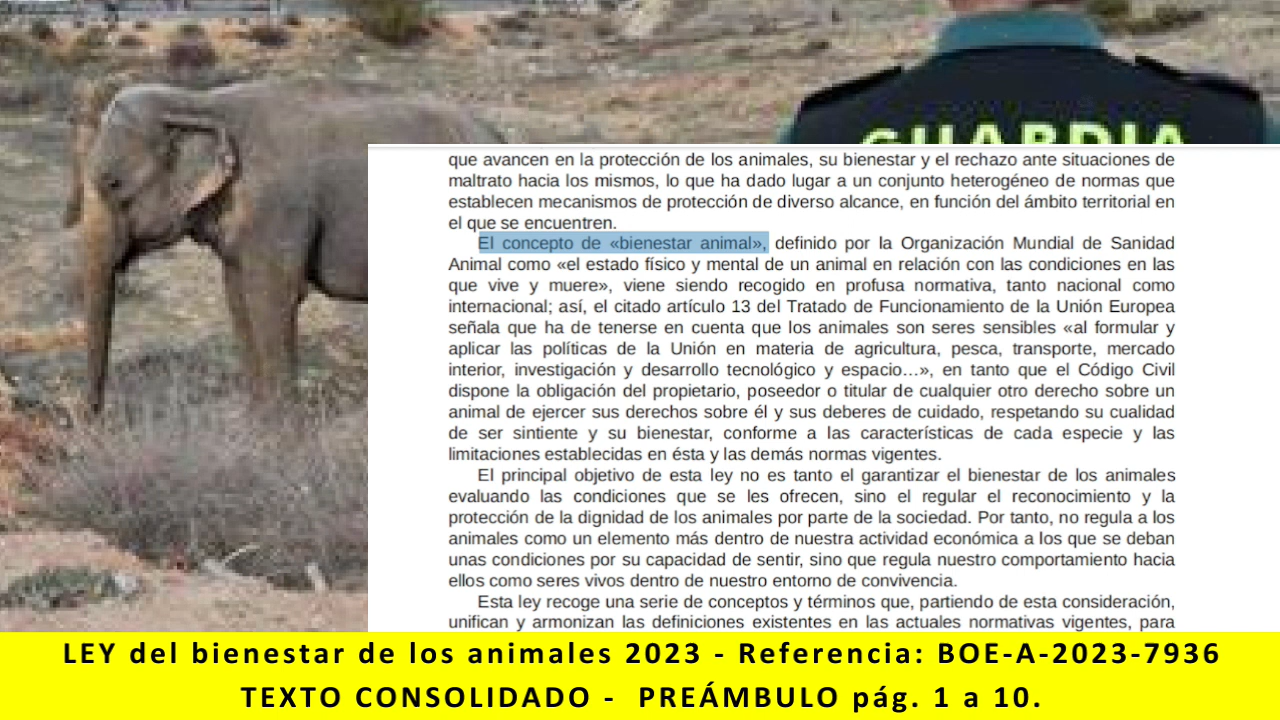 GUARDIA
que avancen en la protección de los animales, su bienestar y el rechazo ante situaciones de
maltrato hacia los mismos, lo que ha dado lugar a un conjunto heterogéneo de normas que
establecen mecanismos de protección de diverso alcance, en función del ámbito territorial en
el que se encuentren.
El concepto de «bienestar animal», definido por la Organización Mundial de Sanidad
Animal como «el estado físico y mental de un animal en relación con las condiciones en las
que vive y muere», viene siendo recogido en profusa normativa, tanto nacional como
internacional; así, el citado artículo 13 del Tratado de Funcionamiento de la Unión Europea
señala que ha de tenerse en cuenta que los animales son seres sensibles «al formular y
aplicar las políticas de la Unión en materia de agricultura, pesca, transporte, mercado
interior, investigación y desarrollo tecnológico y espacio…», en tanto que el Código Civil
dispone la obligación del propietario, poseedor o titular de cualquier otro derecho sobre un
animal de ejercer sus derechos sobre él y sus deberes de cuidado, respetando su cualidad
de ser sintiente y su bienestar, conforme a las características de cada especie y las
limitaciones establecidas en ésta y las demás normas vigentes.
El principal objetivo de esta ley no es tanto el garantizar el bienestar de los animales
evaluando las condiciones que se les ofrecen, sino el regular el reconocimiento y la
protección de la dignidad de los animales por parte de la sociedad. Por tanto, no regula a los
animales como un elemento más dentro de nuestra actividad económica a los que se deban
unas condiciones por su capacidad de sentir, sino que regula nuestro comportamiento hacia
ellos como seres vivos dentro de nuestro entorno de convivencia.
Esta ley recoge una serie de conceptos y términos que, partiendo de esta consideración,
unifican y armonizan las definiciones existentes en las actuales normativas vigentes, para
LEY del bienestar de los animales 2023 - Referencia: BOE-A-2023-7936
TEXTO CONSOLIDADO - PREÁMBULO pág. 1 a 10.